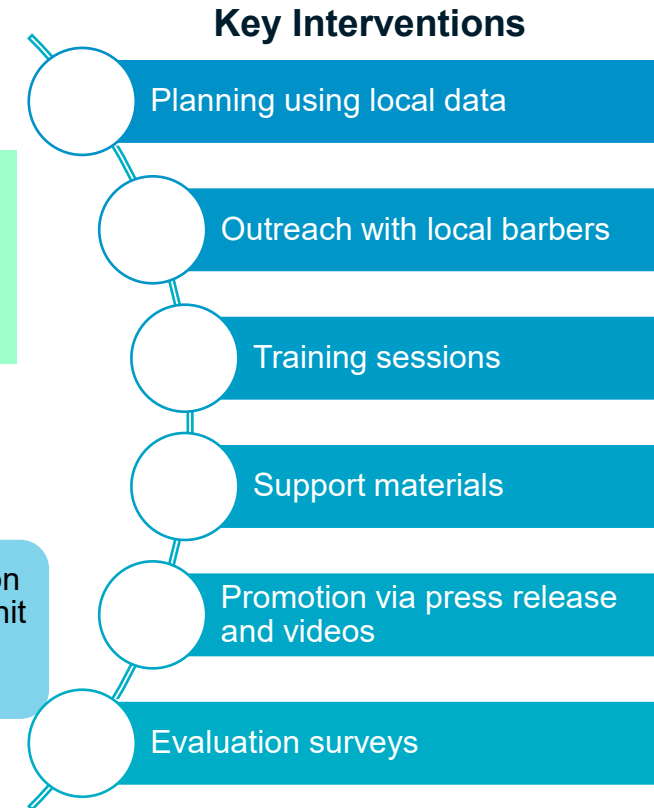 Key Interventions
Planning using local data
Outreach with local barbers
Training sessions
Support materials
Promotion via press release
and videos
Evaluation surveys